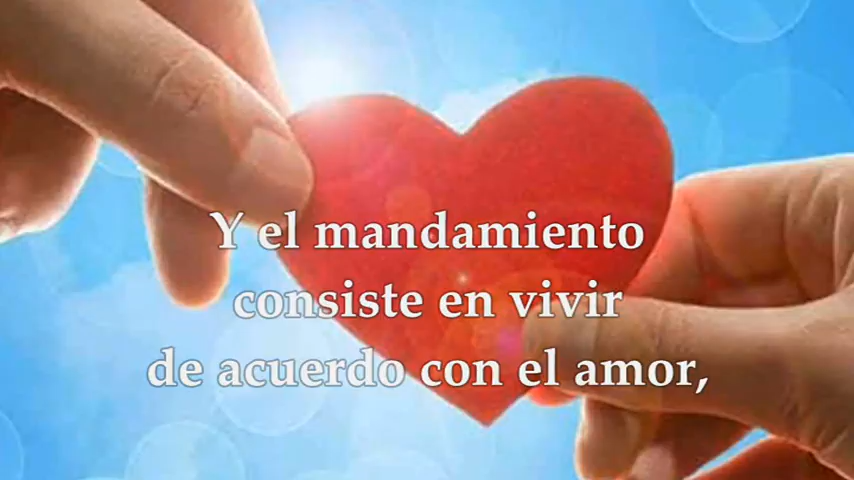 Y el mandamiento
consiste en vivir
de acuerdo con el amor,